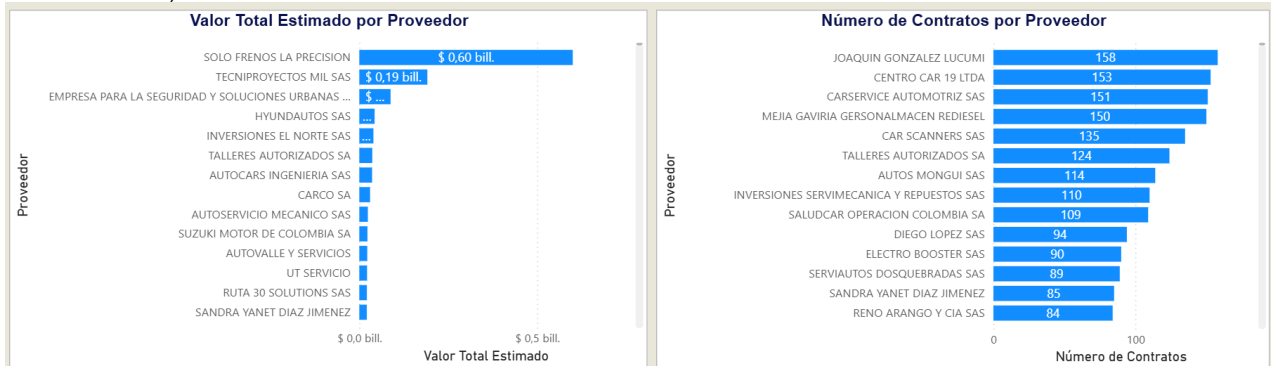 Valor Total Estimado por Proveedor
SOLO FRENOS LA PRECISION
$ 0,60 bill.
TECNIPROYECTOS MIL SAS
$ 0,19 bill.
EMPRESA PARA LA SEGURIDAD Y SOLUCIONES URBANAS ...
$ ...
HYUNDAUTOS SAS
...
INVERSIONES EL NORTE SAS
...
TALLERES AUTORIZADOS SA
AUTOCARS INGENIERIA SAS
CARCO SA
AUTOSERVICIO MECANICO SAS
SUZUKI MOTOR DE COLOMBIA SA
AUTOVALLE Y SERVICIOS
UT SERVICIO
RUTA 30 SOLUTIONS SAS
SANDRA YANET DIAZ JIMENEZ
Proveedor
$ 0,0 bill.
$ 0,5 bill.
Valor Total Estimado
Número de Contratos por Proveedor
JOAQUIN GONZALEZ LUCUMI
158
CENTRO CAR 19 LTDA
153
CARSERVICE AUTOMOTRIZ SAS
151
MEJIA GAVIRIA GERSONALMACEN REDIESEL
150
CAR SCANNERS SAS
135
TALLERES AUTORIZADOS SA
124
AUTOS MONGUI SAS
114
INVERSIONES SERVIMECANICA Y REPUESTOS SAS
110
SALUDCAR OPERACION COLOMBIA SA
109
DIEGO LOPEZ SAS
94
ELECTRO BOOSTER SAS
90
SERVIAUTOS DOSQUEBRADAS SAS
89
SANDRA YANET DIAZ JIMENEZ
85
RENO ARANGO Y CIA SAS
84
Proveedor
0
100
Número de Contratos